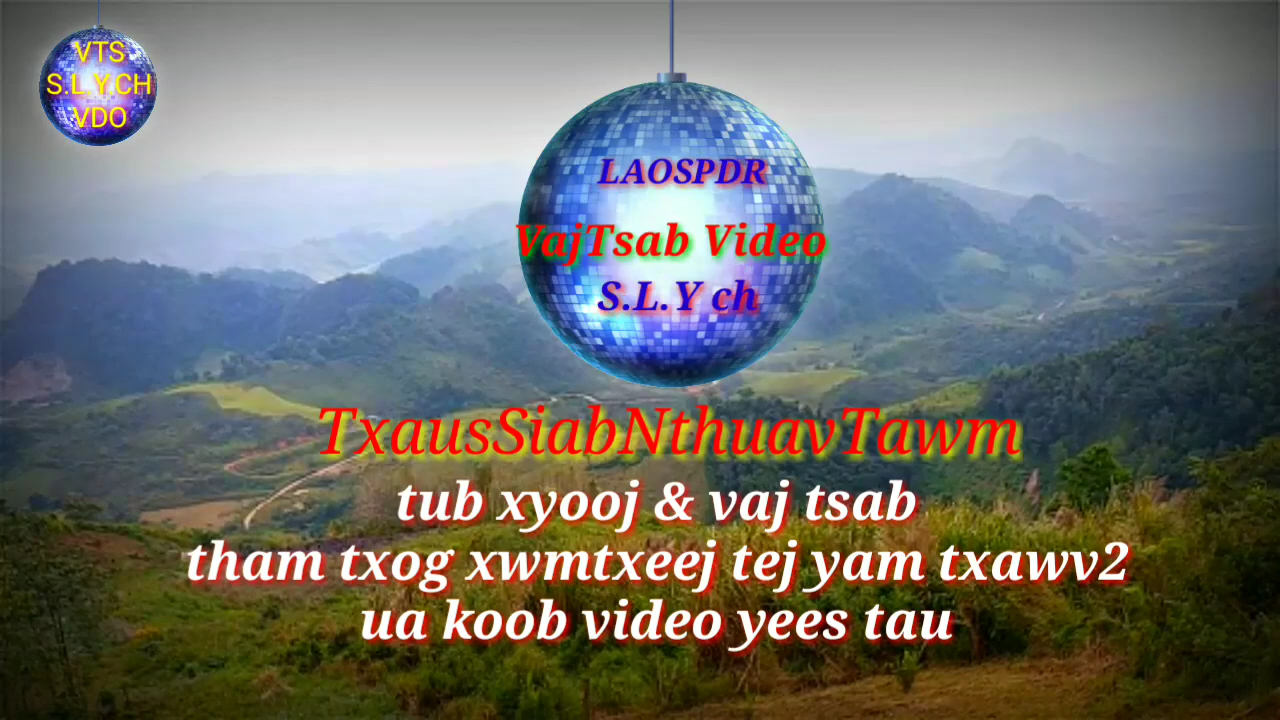 VTS
S.L.Y.CH
VDO
LAOSPDR
VajTsab Video
S.L.Y ch
TxausSiabNthuavTawm
tub xyooj & vaj tsab
tham txog xwmtxeej tej yam txawv2
ua koob video yees tau